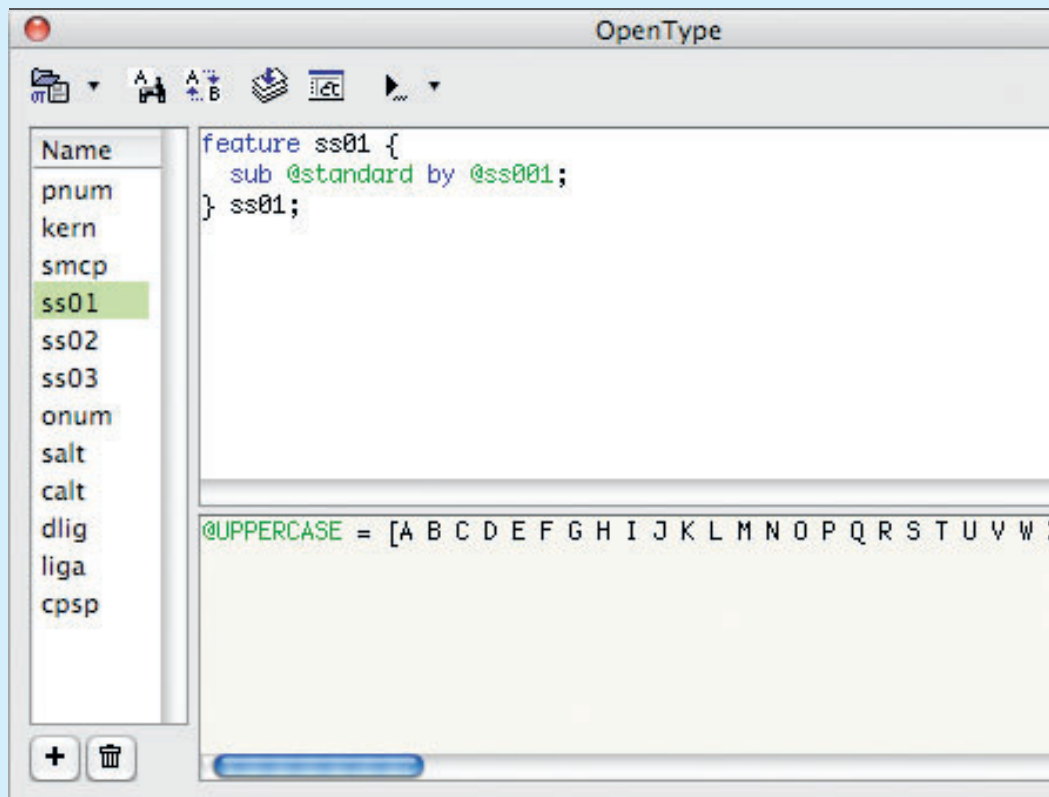 OpenType
Name
pnum
kern
smcp
ss01
ss02
ss03
onum
salt
calt
dlig
liga
cpsp
feature ss01 {
  sub @standard by @ss001;
} ss01;
@UPPERCASE = [A B C D E F G H I J K L M N O P Q R S T U V W